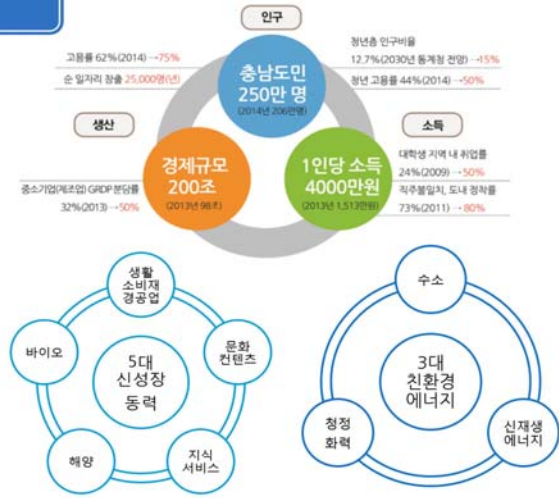 인구
고용률 62%(2014) →75%
순 일자리 창출 25,000명(년)
충남도민
250만 명
(2014년 206만명)
청년층 인구비율
12.7%(2030년 통계청 전망)→15%
청년 고용률 44%(2014) →50%
생산
소득
경제규모
200조
(2013년 98조)
1인당 소득
4000만원
(2013년 1,513만원)
중소기업(제조업) GRDP 분담률
32%(2013) →50%
대학생 지역 내 취업률
24%(2009) →50%
직주불일치, 도내 정착률
73%(2011) →80%
생활
소비재
경공업
바이오
문화
컨텐츠
5대
신성장
동력
해양
지식
서비스
수소
3대
친환경
에너지
청정
화력
신재생
에너지